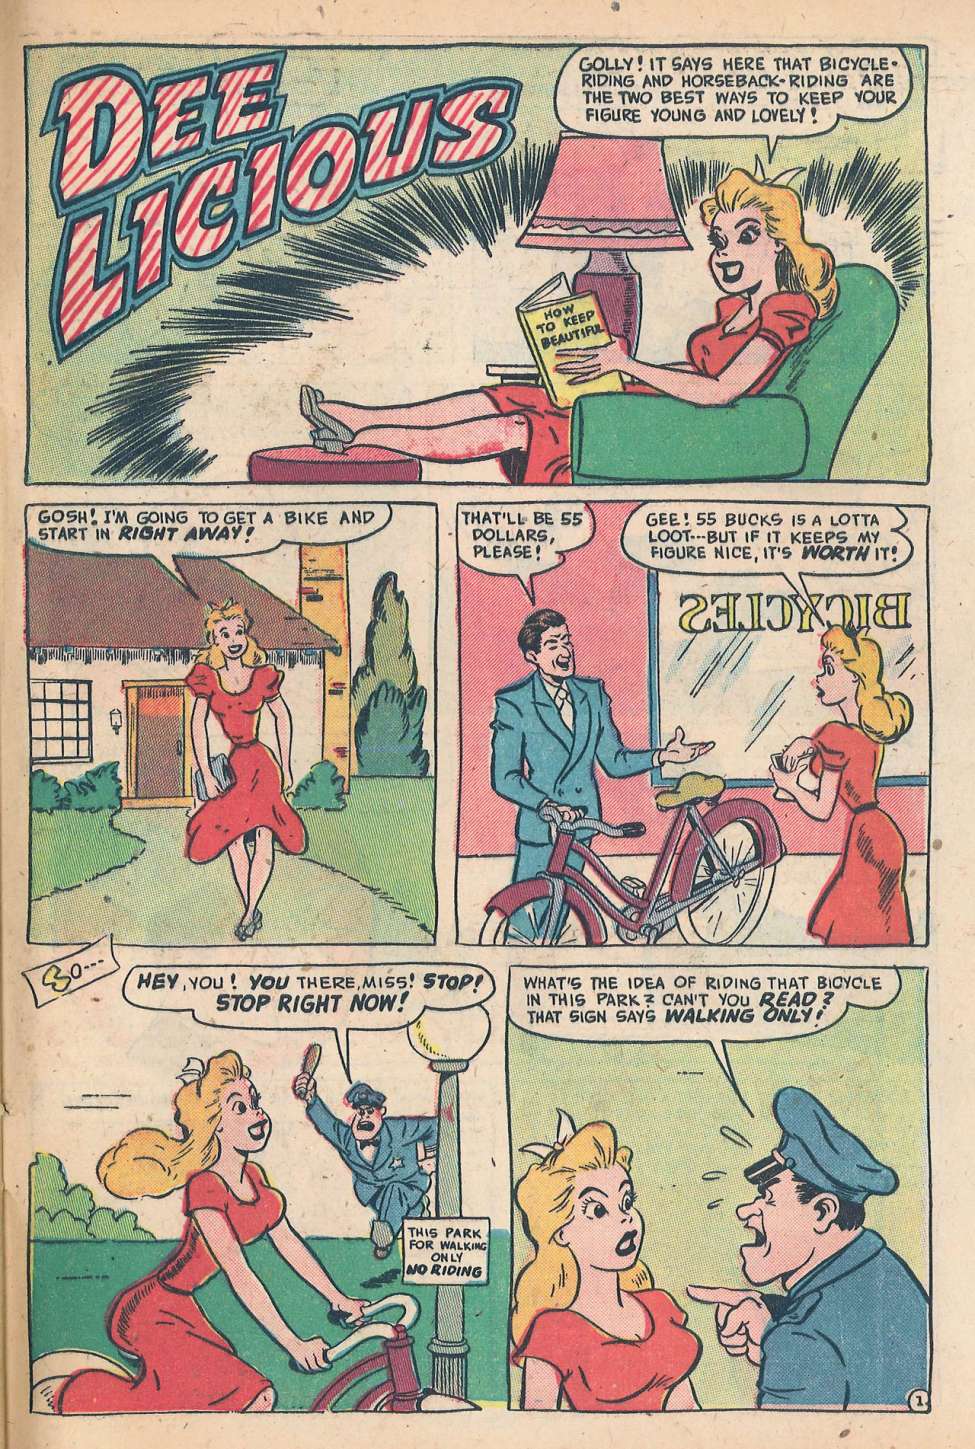 DEE
LICIOUS
GOLLY! IT SAYS HERE THAT BICYCLE-
RIDING AND HORSEBACK-RIDING ARE
THE TWO BEST WAYS TO KEEP YOUR
FIGURE YOUNG AND LOVELY!
HOW
TO KEEP
BEAUTIFUL
GOSH! I'M GOING TO GET A BIKE AND
START IN RIGHT AWAY!
THAT'LL BE 55
DOLLARS,
PLEASE!
GEE! 55 BUCKS IS A LOTTA
LOOT---BUT IF IT KEEPS MY
FIGURE NICE, IT'S WORTH IT!
BICYCLES
SO---
HEY, YOU! YOU THERE, MISS! STOP!
STOP RIGHT NOW!
THIS PARK
FOR WALKING
ONLY
NO RIDING
WHAT'S THE IDEA OF RIDING THAT BICYCLE
IN THIS PARK? CAN'T YOU READ?
THAT SIGN SAYS WALKING ONLY!
1